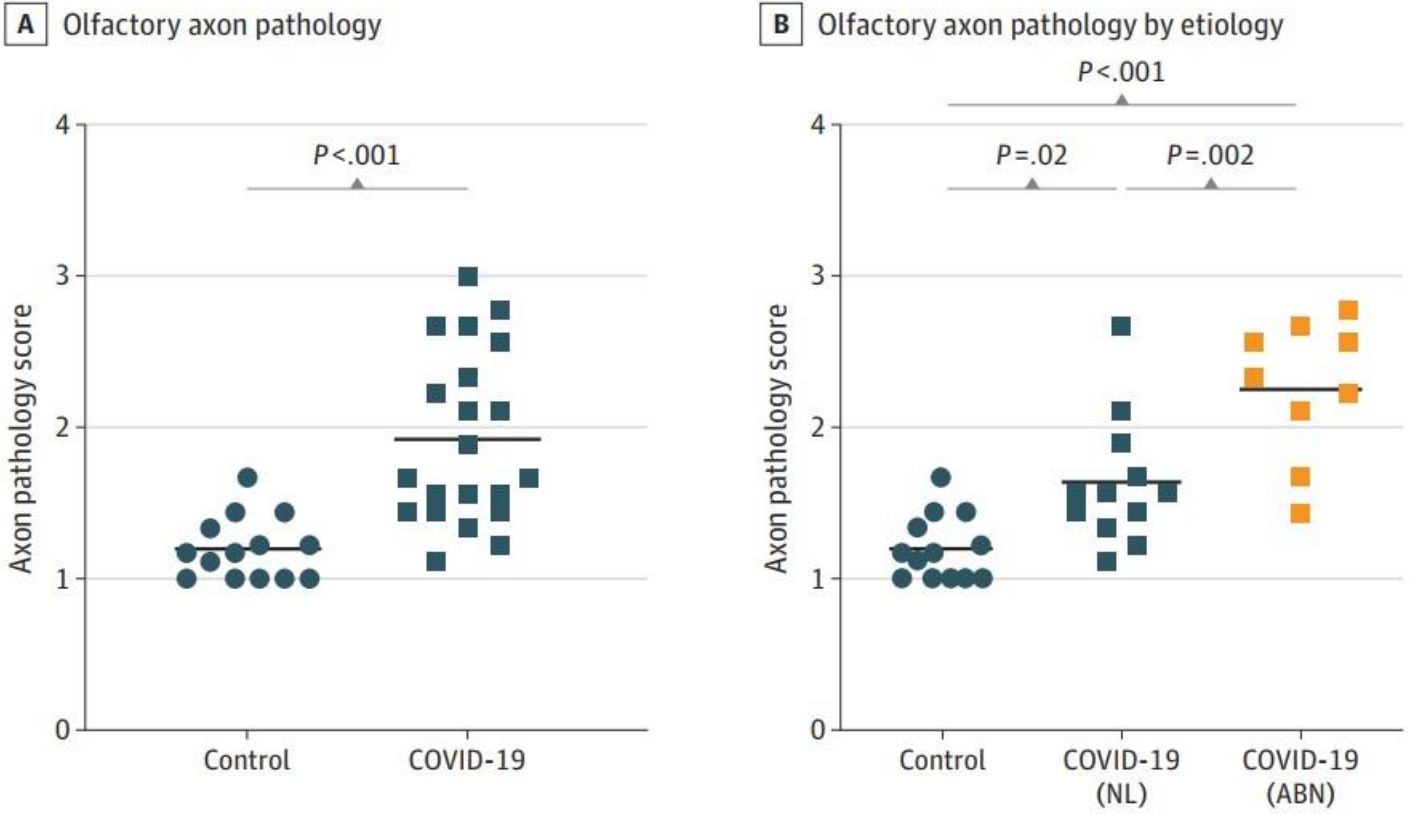 A Olfactory axon pathology
Axon pathology score
4
3
2
1
0
P<.001
Control
COVID-19
B Olfactory axon pathology by etiology
Axon pathology score
4
3
2
1
0
P<.001
P=.02
P=.002
Control
COVID-19
(NL)
COVID-19
(ABN)